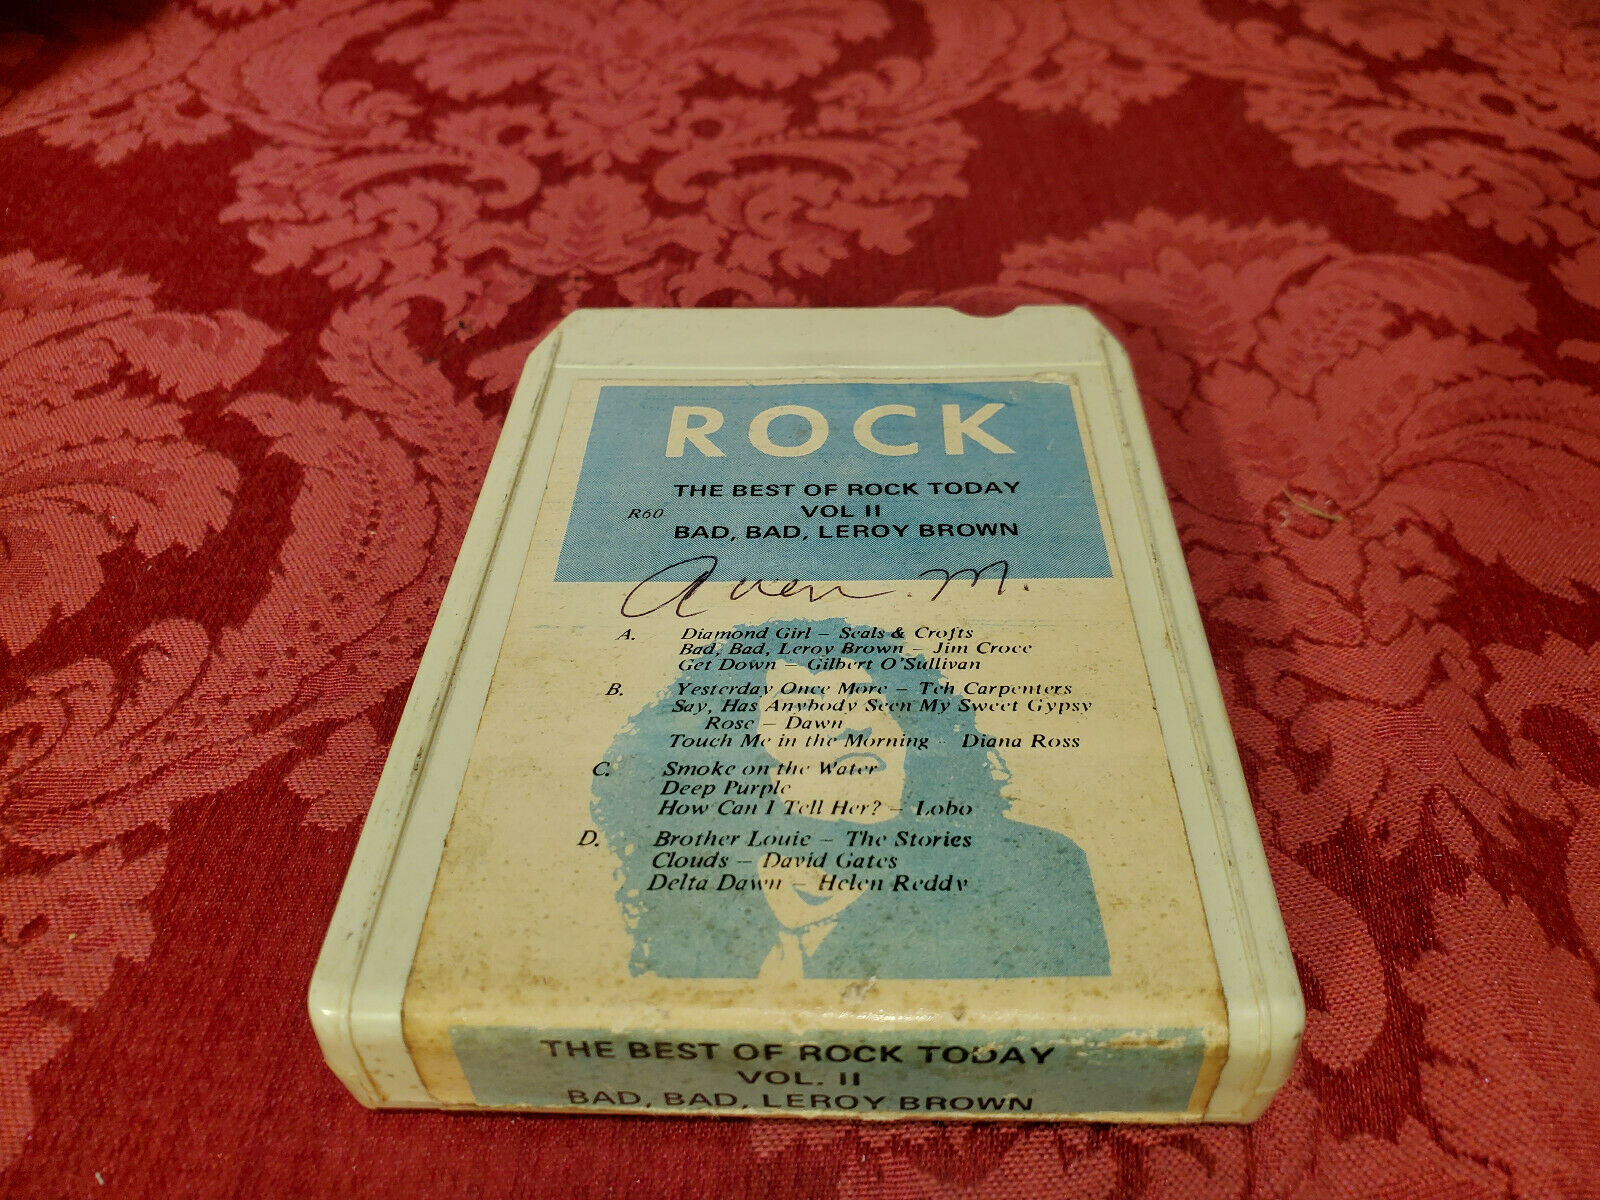 ROCK
THE BEST OF ROCK TODAY
R60 VOL II
BAD, BAD, LEROY BROWN
M.
A. Diamond Girl – Seals & Crofts
Bad, Bad, Leroy Brown – Jim Croce
Get Down – Gilbert O'Sullivan
B. Yesterday Once More – Teh Carpenters
Say, Has Anybody Seen My Sweet Gypsy
Rose – Dawn
Touch Me in the Morning – Diana Ross
C. Smoke on the Water
Deep Purple
How Can I Tell Her? – Lobo
D. Brother Louie – The Stories
Clouds – David Gates
Delta Dawn – Helen Reddy
THE BEST OF ROCK TODAY
VOL. II
BAD, BAD, LEROY BROWN